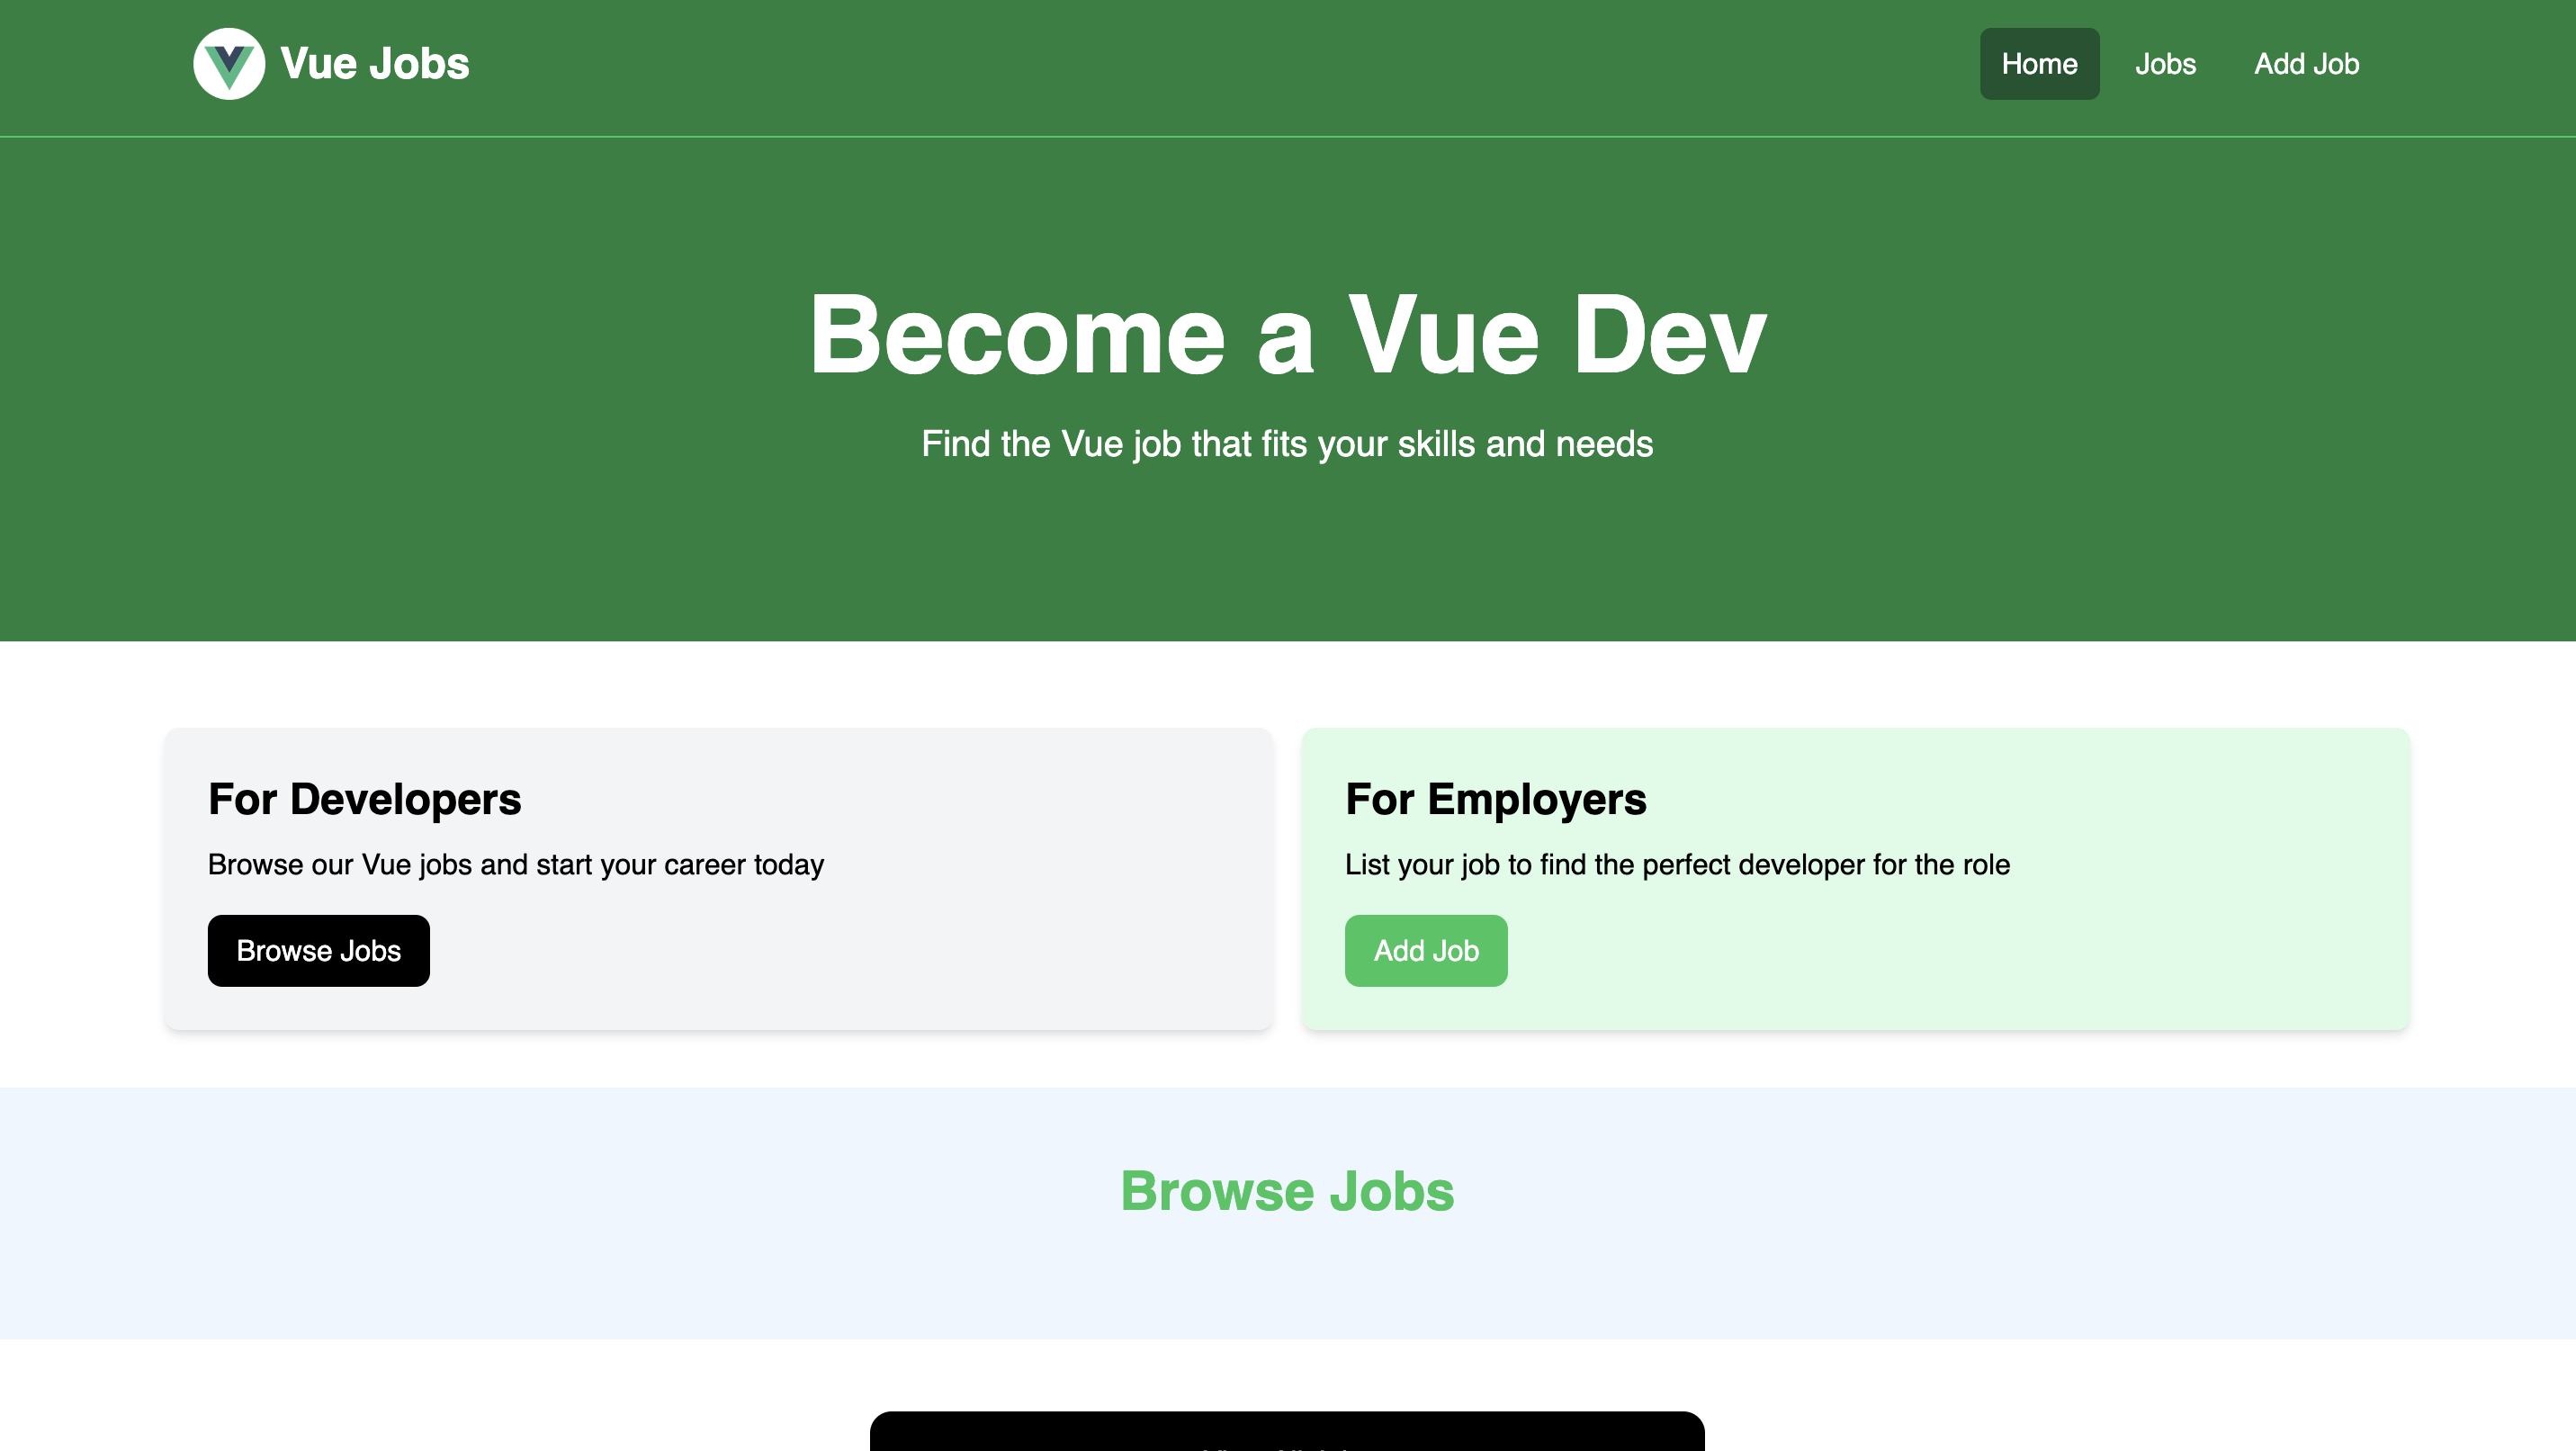 Vue Jobs
Home
Jobs
Add Job
Become a Vue Dev
Find the Vue job that fits your skills and needs
For Developers
Browse our Vue jobs and start your career today
Browse Jobs
For Employers
List your job to find the perfect developer for the role
Add Job
Browse Jobs